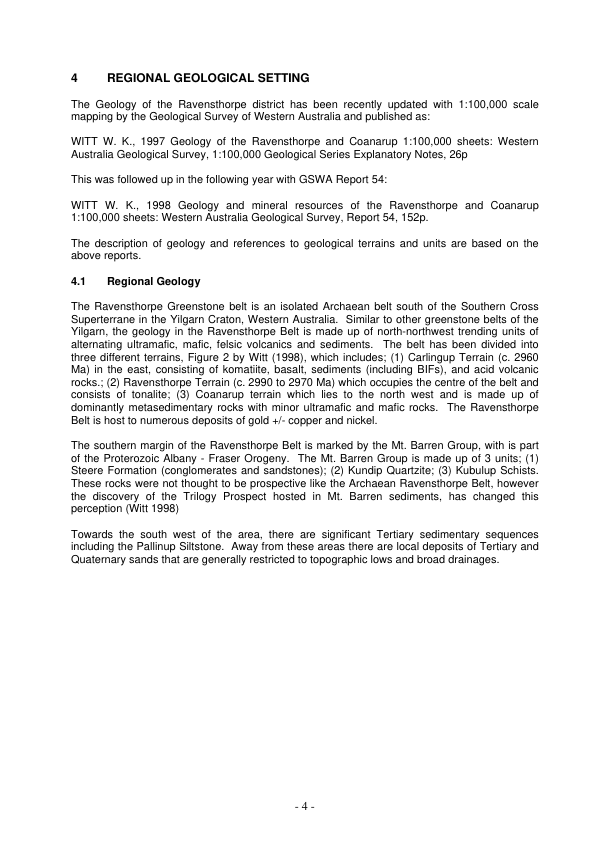 4 REGIONAL GEOLOGICAL SETTING
The Geology of the Ravensthorpe district has been recently updated with 1:100,000 scale
mapping by the Geological Survey of Western Australia and published as:
WITT W. K., 1997 Geology of the Ravensthorpe and Coanarup 1:100,000 sheets: Western
Australia Geological Survey, 1:100,000 Geological Series Explanatory Notes, 26p
This was followed up in the following year with GSWA Report 54:
WITT W. K., 1998 Geology and mineral resources of the Ravensthorpe and Coanarup
1:100,000 sheets: Western Australia Geological Survey, Report 54, 152p.
The description of geology and references to geological terrains and units are based on the
above reports.
4.1 Regional Geology
The Ravensthorpe Greenstone belt is an isolated Archaean belt south of the Southern Cross
Superterrane in the Yilgarn Craton, Western Australia. Similar to other greenstone belts of the
Yilgarn, the geology in the Ravensthorpe Belt is made up of north-northwest trending units of
alternating ultramafic, mafic, felsic volcanics and sediments. The belt has been divided into
three different terrains, Figure 2 by Witt (1998), which includes; (1) Carlingup Terrain (c. 2960
Ma) in the east, consisting of komatiite, basalt, sediments (including BIFs), and acid volcanic
rocks.; (2) Ravensthorpe Terrain (c. 2990 to 2970 Ma) which occupies the centre of the belt and
consists of tonalite; (3) Coanarup terrain which lies to the north west and is made up of
dominantly metasedimentary rocks with minor ultramafic and mafic rocks. The Ravensthorpe
Belt is host to numerous deposits of gold +/- copper and nickel.
The southern margin of the Ravensthorpe Belt is marked by the Mt. Barren Group, with is part
of the Proterozoic Albany - Fraser Orogeny. The Mt. Barren Group is made up of 3 units; (1)
Steere Formation (conglomerates and sandstones); (2) Kundip Quartzite; (3) Kubulup Schists.
These rocks were not thought to be prospective like the Archaean Ravensthorpe Belt, however
the discovery of the Trilogy Prospect hosted in Mt. Barren sediments, has changed this
perception (Witt 1998)
Towards the south west of the area, there are significant Tertiary sedimentary sequences
including the Pallinup Siltstone. Away from these areas there are local deposits of Tertiary and
Quaternary sands that are generally restricted to topographic lows and broad drainages.
- 4 -